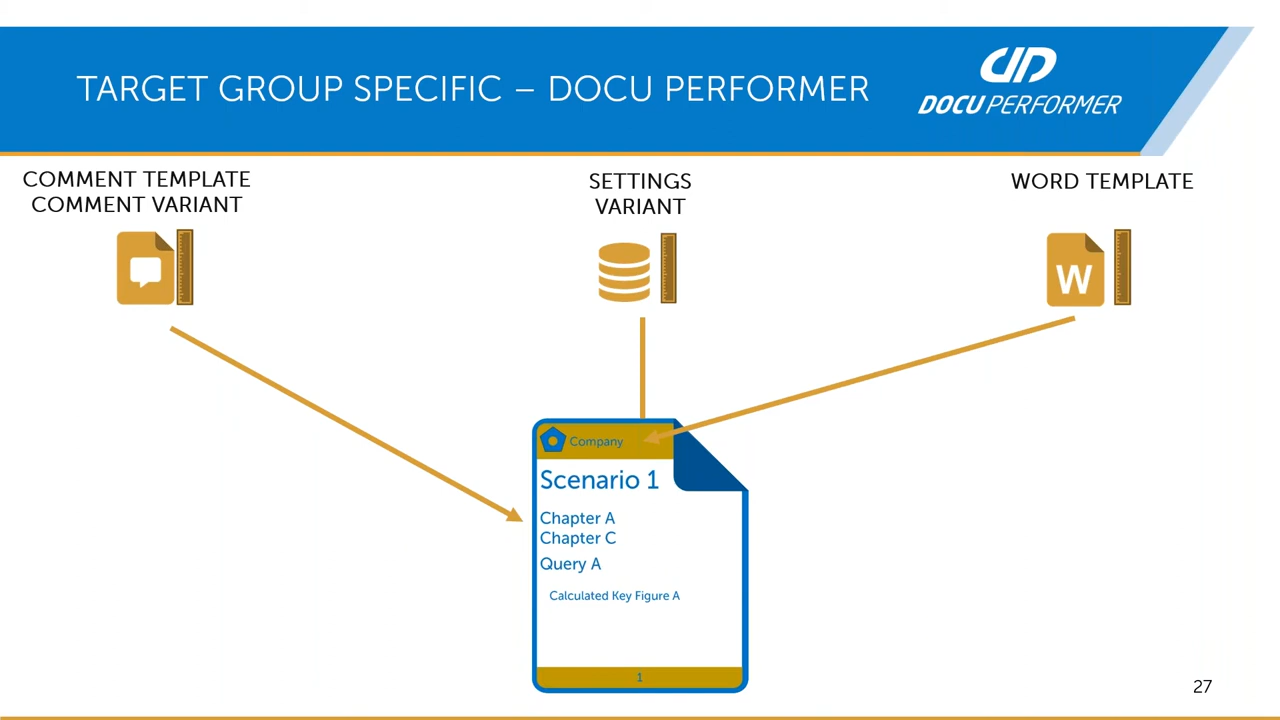 TARGET GROUP SPECIFIC – DOCU PERFORMER
DOCU PERFORMER
COMMENT TEMPLATE
COMMENT VARIANT
SETTINGS
VARIANT
WORD TEMPLATE
W
Company
Scenario 1
Chapter A
Chapter C
Query A
Calculated Key Figure A
1
27